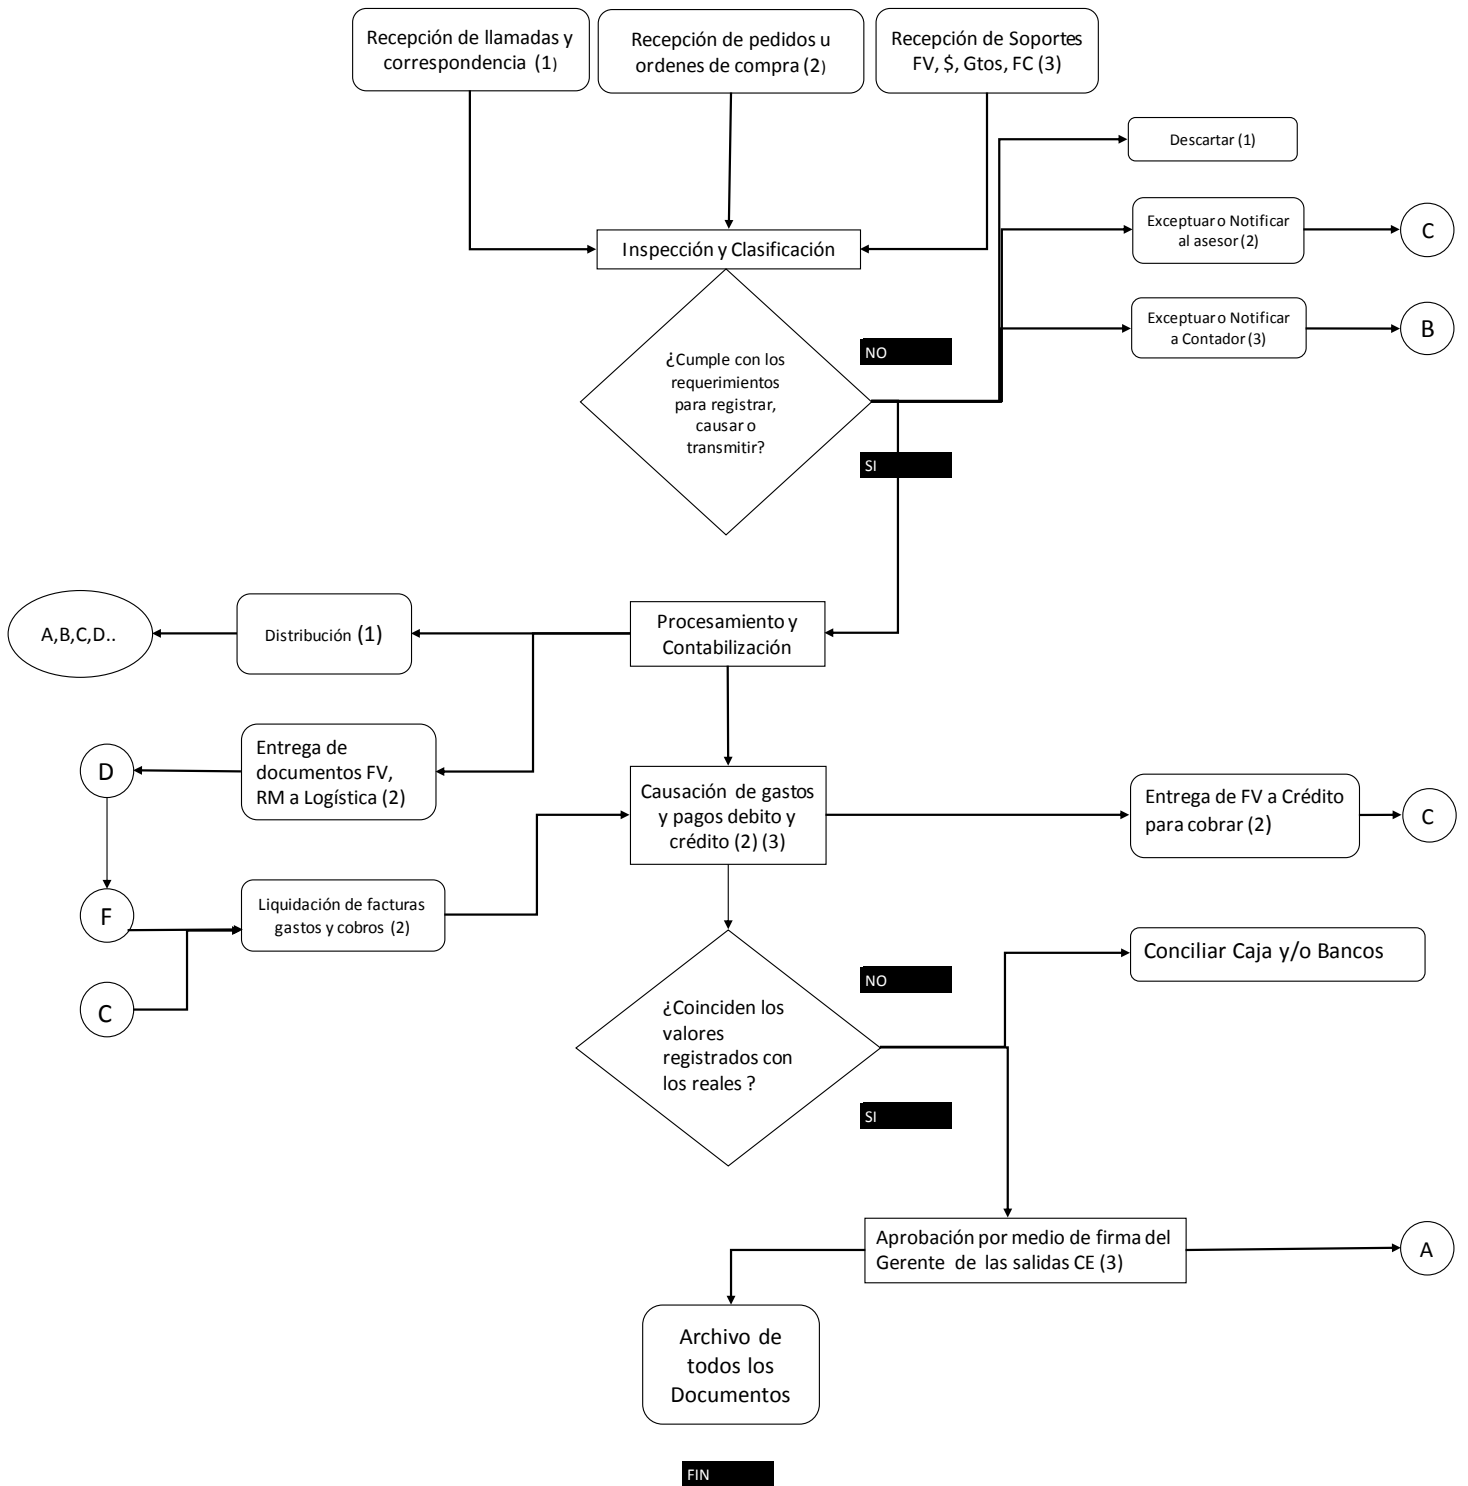 Recepción de llamadas y
correspondencia (1)
Recepción de pedidos u
ordenes de compra (2)
Recepción de Soportes
FV, $, Gtos, FC (3)
Descartar (1)
Exceptuar o Notificar
al asesor (2)
C
Inspección y Clasificación
Exceptuar o Notificar
a Contador (3)
B
NO
¿Cumple con los
requerimientos
para registrar,
causar o
transmitir?
SI
A,B,C,D..
Distribución (1)
Procesamiento y
Contabilización
D
Entrega de
documentos FV,
RM a Logística (2)
Causación de gastos
y pagos debito y
crédito (2) (3)
Entrega de FV a Crédito
para cobrar (2)
C
F
Liquidación de facturas
gastos y cobros (2)
C
Conciliar Caja y/o Bancos
NO
¿Coinciden los
valores
registrados con
los reales ?
SI
Aprobación por medio de firma del
Gerente de las salidas CE (3)
A
Archivo de
todos los
Documentos
FIN